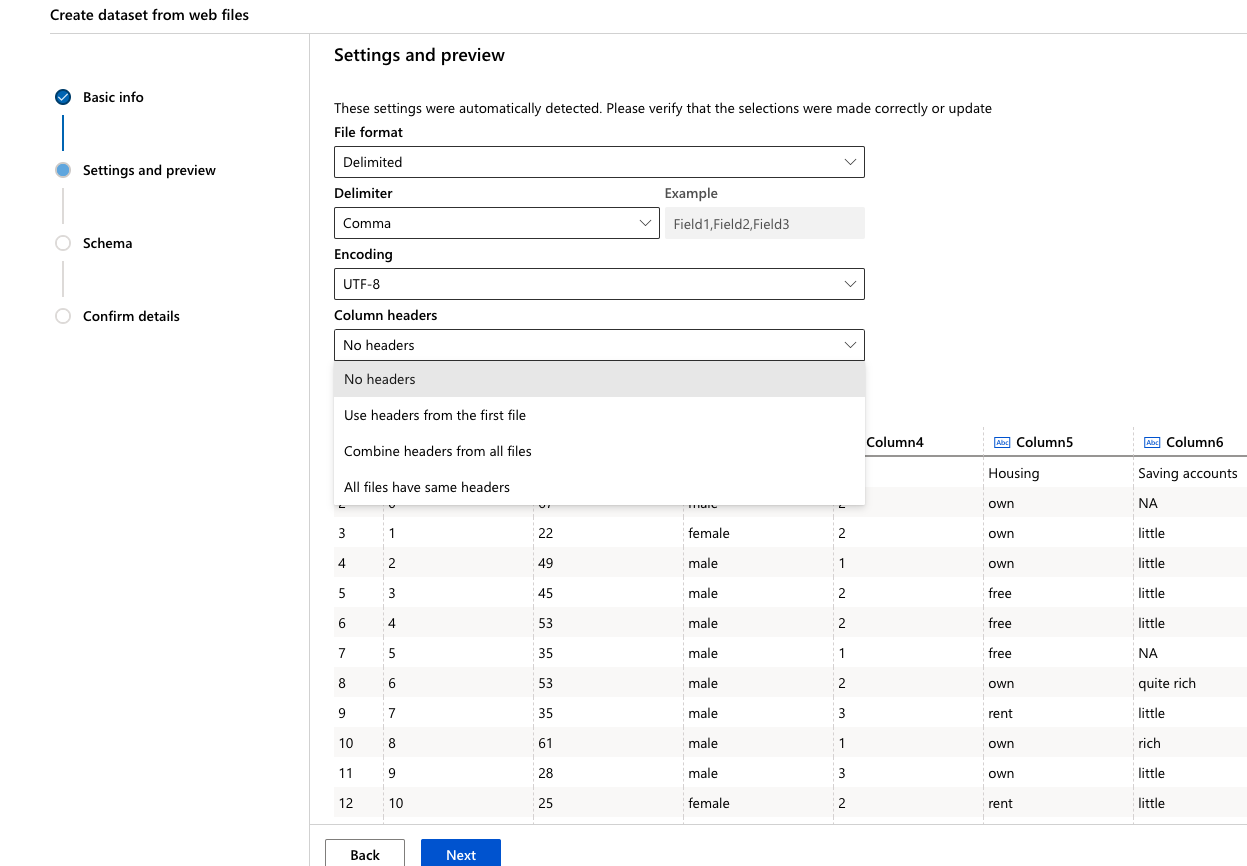 Create dataset from web files
Basic info
Settings and preview
Schema
Confirm details
Settings and preview
These settings were automatically detected. Please verify that the selections were made correctly or update
File format
Delimited
Delimiter Example
Comma Field1,Field2,Field3
Encoding
UTF-8
Column headers
No headers
No headers
Use headers from the first file
Combine headers from all files
All files have same headers
Column4 Abc Column5 Abc Column6
Housing Saving accounts
own NA
3 1 22 female 2 own little
4 2 49 male 1 own little
5 3 45 male 2 free little
6 4 53 male 2 free little
7 5 35 male 1 free NA
8 6 53 male 2 own quite rich
9 7 35 male 3 rent little
10 8 61 male 1 own rich
11 9 28 male 3 own little
12 10 25 female 2 rent little
Back Next